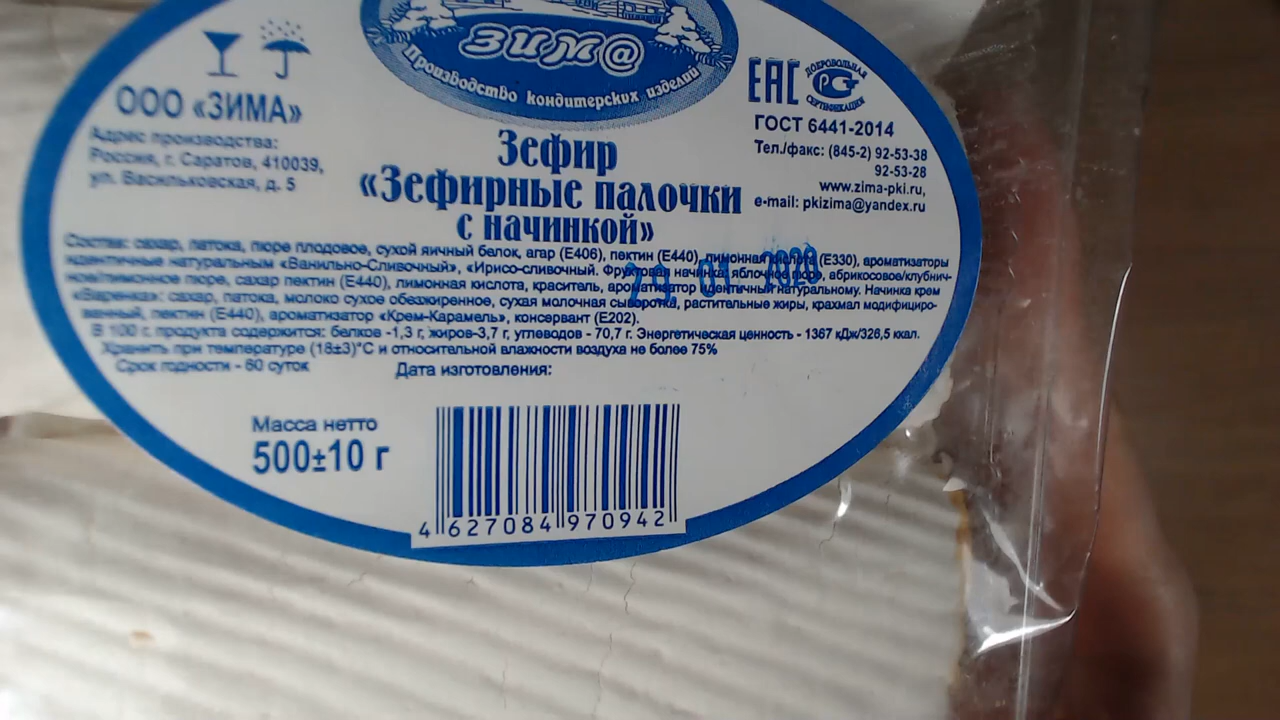 ЗИМ@
Производство кондитерских изделий
ООО «ЗИМА»
Адрес производства:
Россия, г. Саратов, 410039,
ул. Васильковская, д. 5
ЕАС
ДОБРОВОЛЬНАЯ
СЕРТИФИКАЦИЯ
ГОСТ 6441-2014
Тел./факс: (845-2) 92-53-38
92-53-28
www.zima-pki.ru,
e-mail: pkizima@yandex.ru
Зефир
«Зефирные палочки
с начинкой»
Состав: сахар, патока, пюре плодовое, сухой яичный белок, агар (Е406), пектин (Е440), лимонная кислота (Е330), ароматизаторы
идентичные натуральным «Ванильно-Сливочный», «Ирисо-сливочный. Фруктовая начинка: яблочное пюре, абрикосовое/клубнич-
ное/лимонное пюре, сахар пектин (Е440), лимонная кислота, краситель, ароматизатор идентичный натуральному. Начинка крем
«Варенка»: сахар, патока, молоко сухое обезжиренное, сухая молочная сыворотка, растительные жиры, крахмал модифициро-
ванный, пектин (Е440), ароматизатор «Крем-Карамель», консервант (Е202).
В 100 г. продукта содержится: белков -1,3 г, жиров-3,7 г, углеводов - 70,7 г. Энергетическая ценность - 1367 кДж/326,5 ккал.
Хранить при температуре (18±3)°С и относительной влажности воздуха не более 75%
Срок годности - 60 суток Дата изготовления:
01 2020
Масса нетто
500±10 г
4 627084 970942